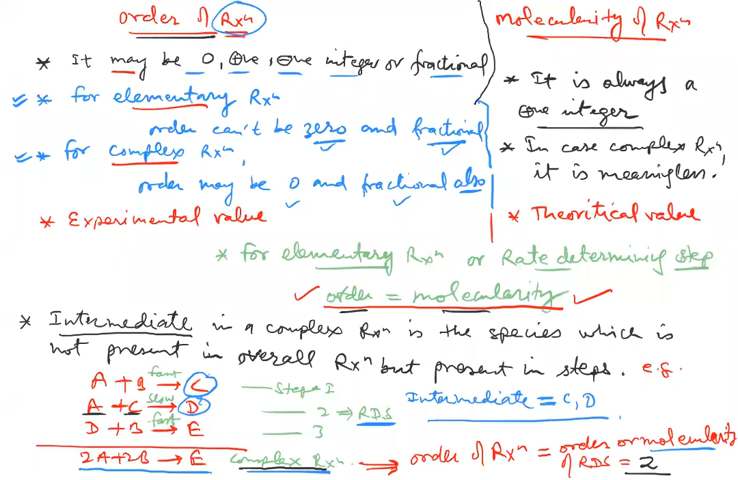 order of Rxⁿ
* It may be 0, ⊕ve, ⊖ve integer or fractional
* for elementary Rxⁿ
order can't be zero and fractional
* for complex Rxⁿ,
order may be 0 and fractional also
* Experimental value
molecularity of Rxⁿ
* It is always a
⊕ve integer
* In case complex Rxⁿ,
it is meaningless.
* Theoritical value
* for elementary Rxⁿ or Rate determining step
order = molecularity
* Intermediate in a complex Rxⁿ is the species which is
not present in overall Rxⁿ but present in steps. e.g.
A + B fast→ C — Steps I
A + C slow→ D — 2 ⇒ RDS
D + B fast→ E — 3
Intermediate = C, D
2A+2B → E complex Rxⁿ ⇒ order of Rxⁿ = order or molecularity
of RDS = 2